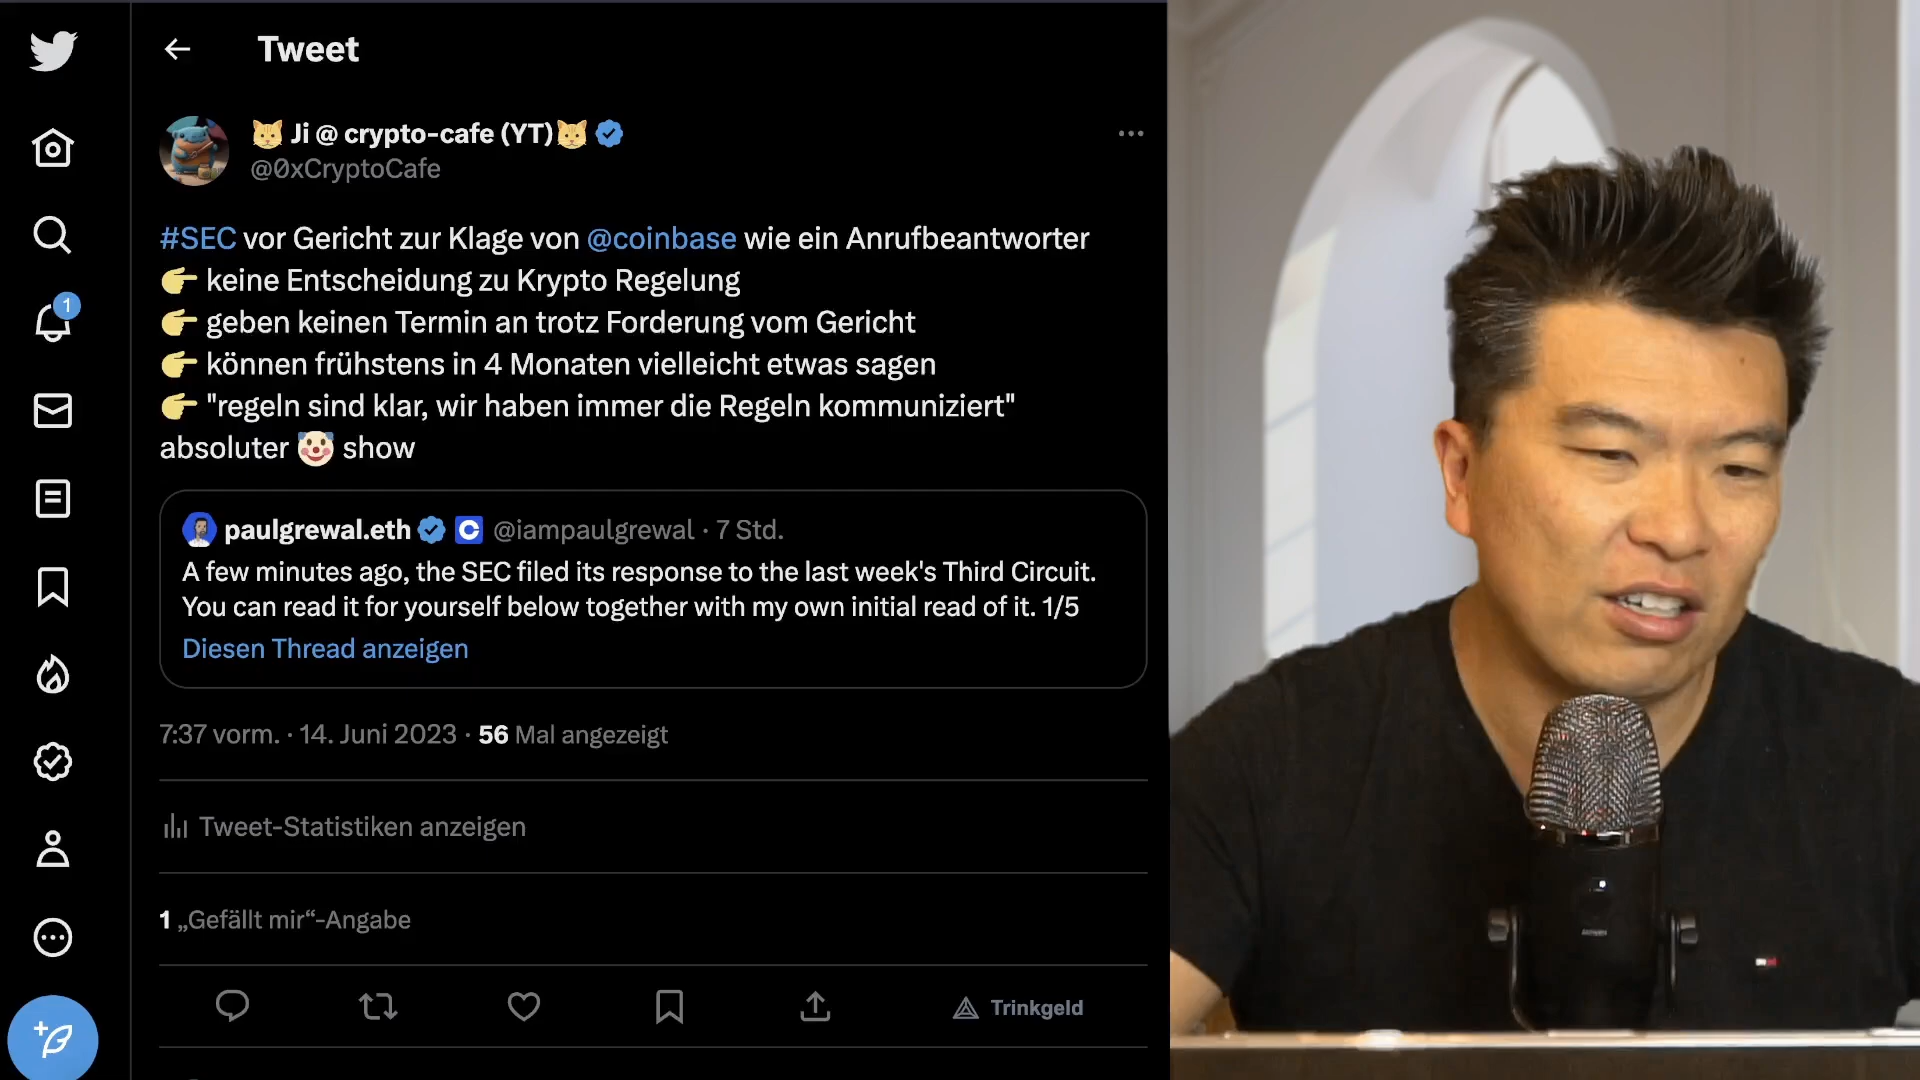 Tweet
Ji @ crypto-cafe (YT)
@0xCryptoCafe
#SEC vor Gericht zur Klage von @coinbase wie ein Anrufbeantworter
👉 keine Entscheidung zu Krypto Regelung
👉 geben keinen Termin an trotz Forderung vom Gericht
👉 können frühstens in 4 Monaten vielleicht etwas sagen
👉 "regeln sind klar, wir haben immer die Regeln kommuniziert"
absoluter 🤡 show
paulgrewal.eth @iampaulgrewal · 7 Std.
A few minutes ago, the SEC filed its response to the last week's Third Circuit.
You can read it for yourself below together with my own initial read of it. 1/5
Diesen Thread anzeigen
7:37 vorm. · 14. Juni 2023 · 56 Mal angezeigt
Tweet-Statistiken anzeigen
1 „Gefällt mir“-Angabe
Trinkgeld
1